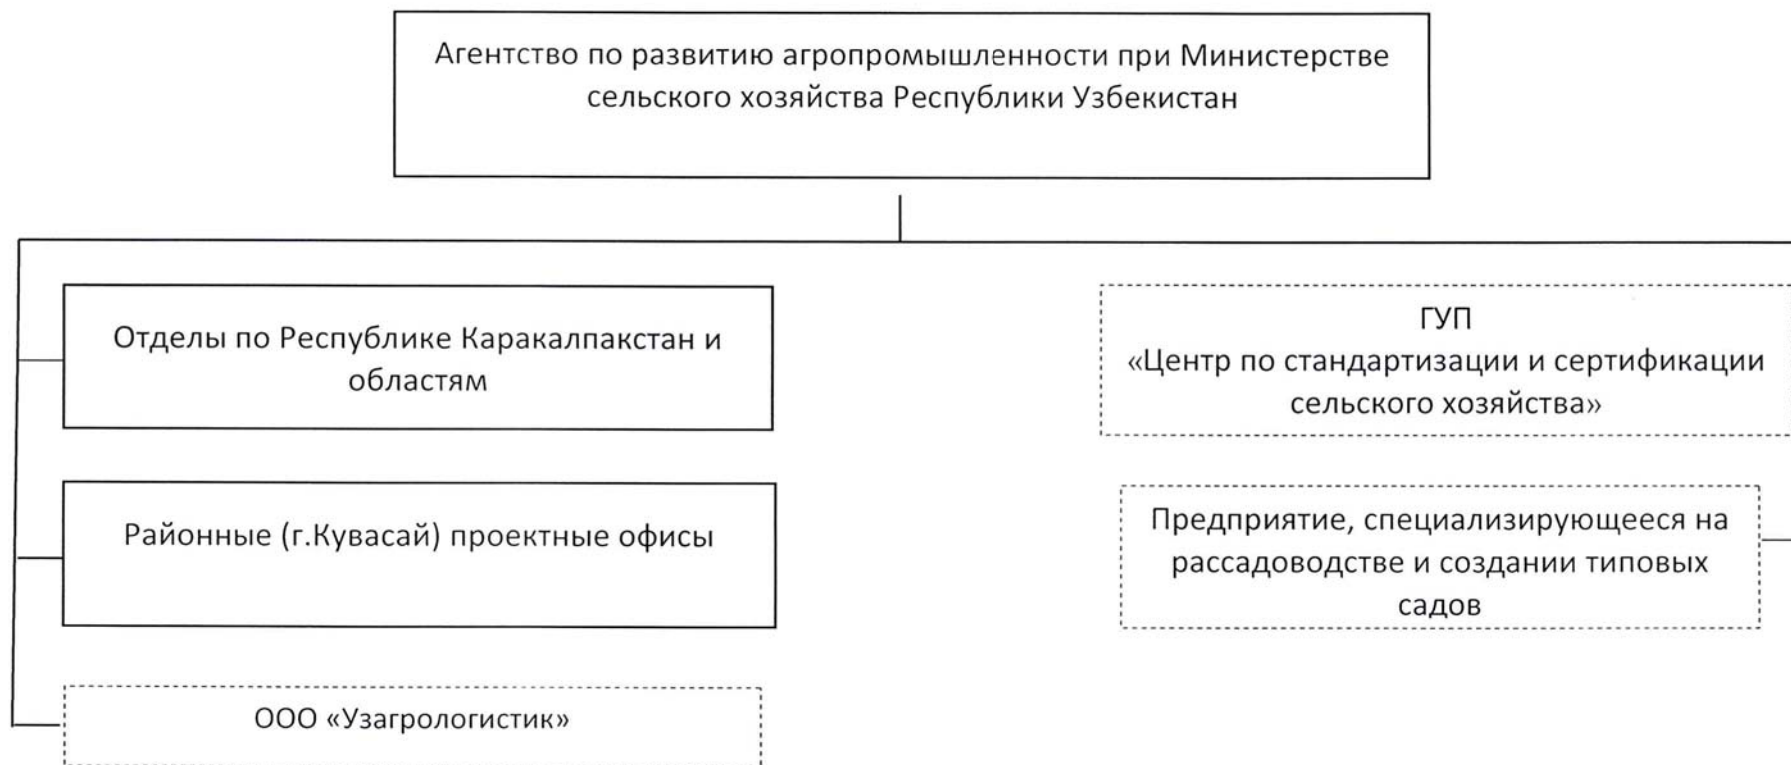 Агентство по развитию агропромышленности при Министерстве
сельского хозяйства Республики Узбекистан
Отделы по Республике Каракалпакстан и
областям
Районные (г.Кувасай) проектные офисы
ООО «Узагрологистик»
ГУП
«Центр по стандартизации и сертификации
сельского хозяйства»
Предприятие, специализирующееся на
рассадоводстве и создании типовых
садов